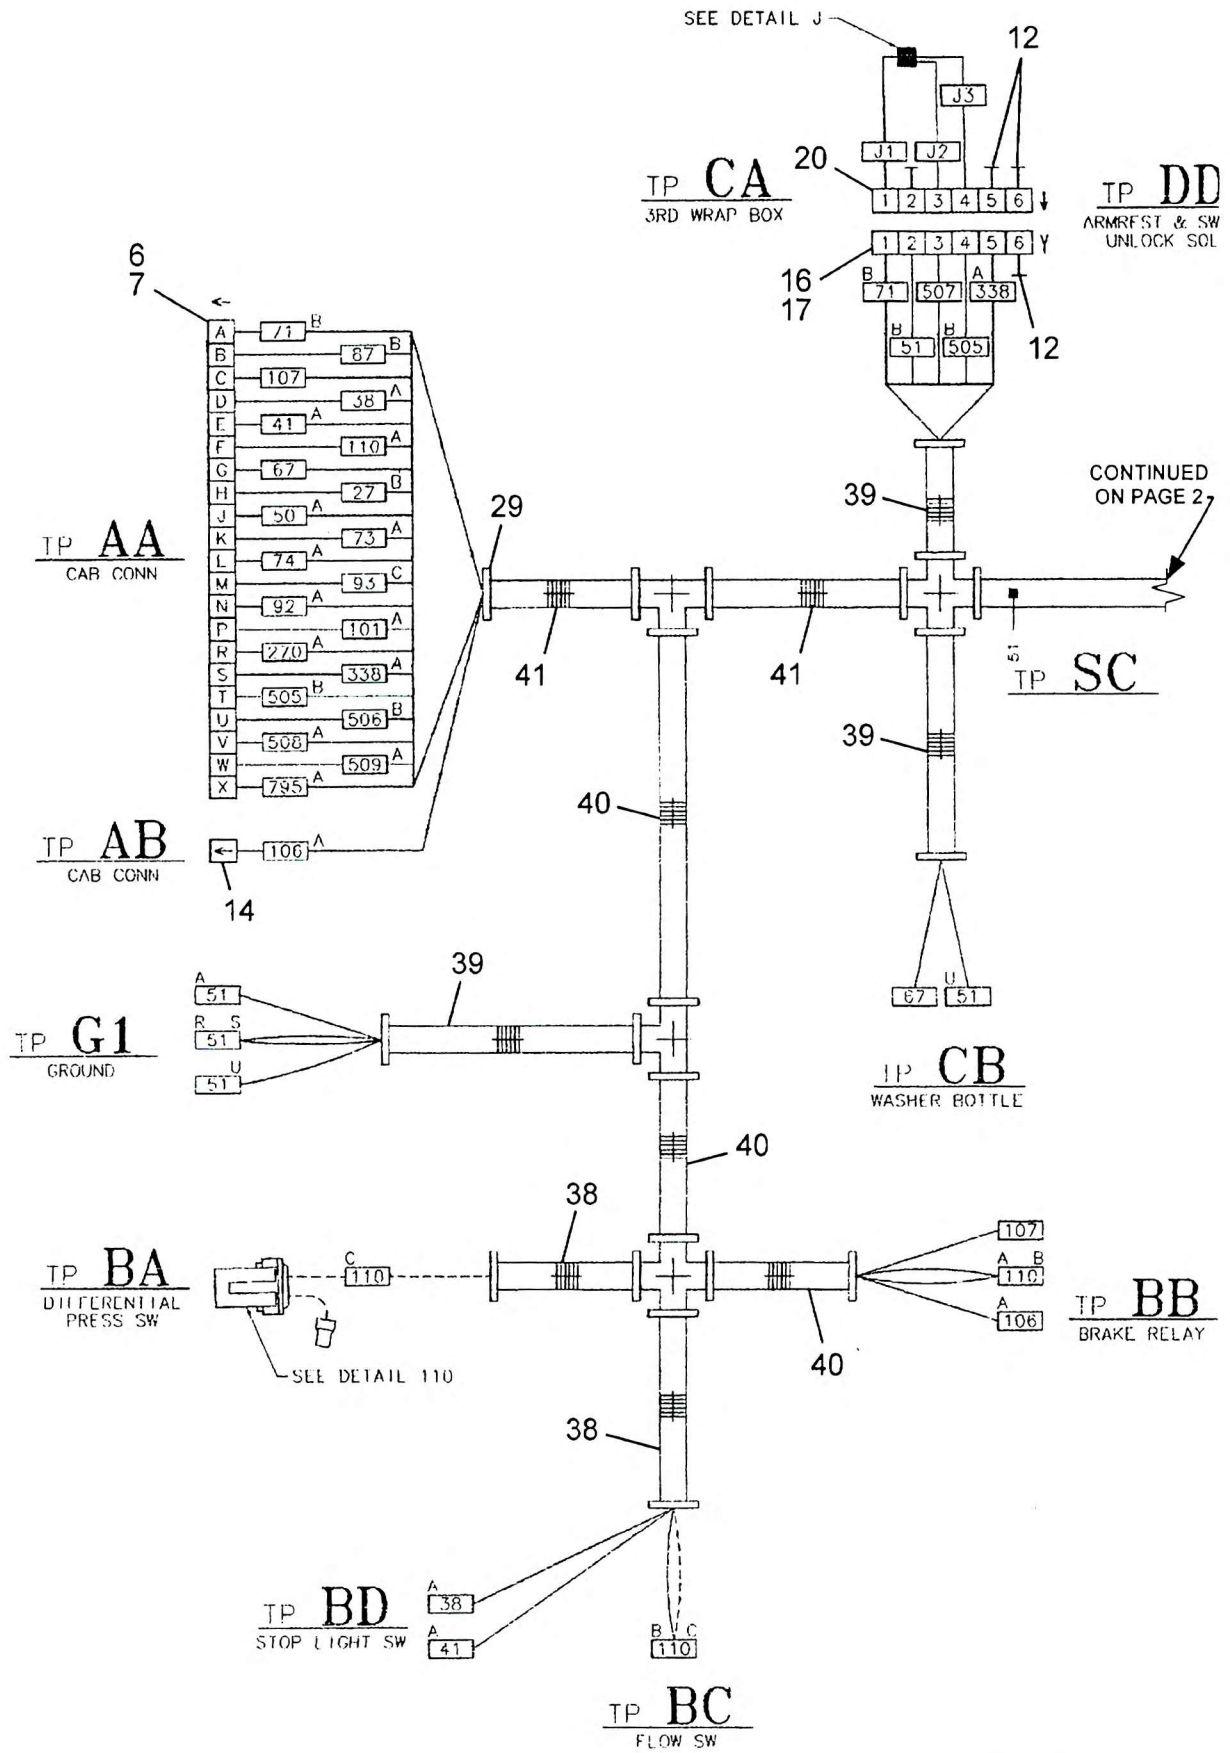 SEE DETAIL J
12
J3
J1
J2
20
TP CA
3RD WRAP BOX
1 2 3 4 5 6
TP DD
ARMREST & SW
UNLOCK SOL
1 2 3 4 5 6 Y
16
17
B
71
507
A
338
B
51
B
505
12
6
7
A 71 B
B 87 B
C 107
D 38 A
E 41 A
F 110 A
G 67
H 27 B
J 50 A
K 73 A
L 74 A
M 93 C
N 92 A
P 101 A
R 270 A
S 338 A
T 505 B
U 506 B
V 508 A
W 509 A
X 795 A
TP AA
CAB CONN
29
39
CONTINUED
ON PAGE 2
41
41
51
TP SC
39
40
TP AB
CAB CONN
106 A
14
67
U
51
TP CB
WASHER BOTTLE
39
A
51
R S
51
U
51
TP G1
GROUND
40
38
TP BA
DIFFERENTIAL
PRESS SW
C
110
SEE DETAIL 110
107
A B
110
A
106
TP BB
BRAKE RELAY
40
38
TP BD
STOP LIGHT SW
A
38
A
41
B C
110
TP BC
FLOW SW